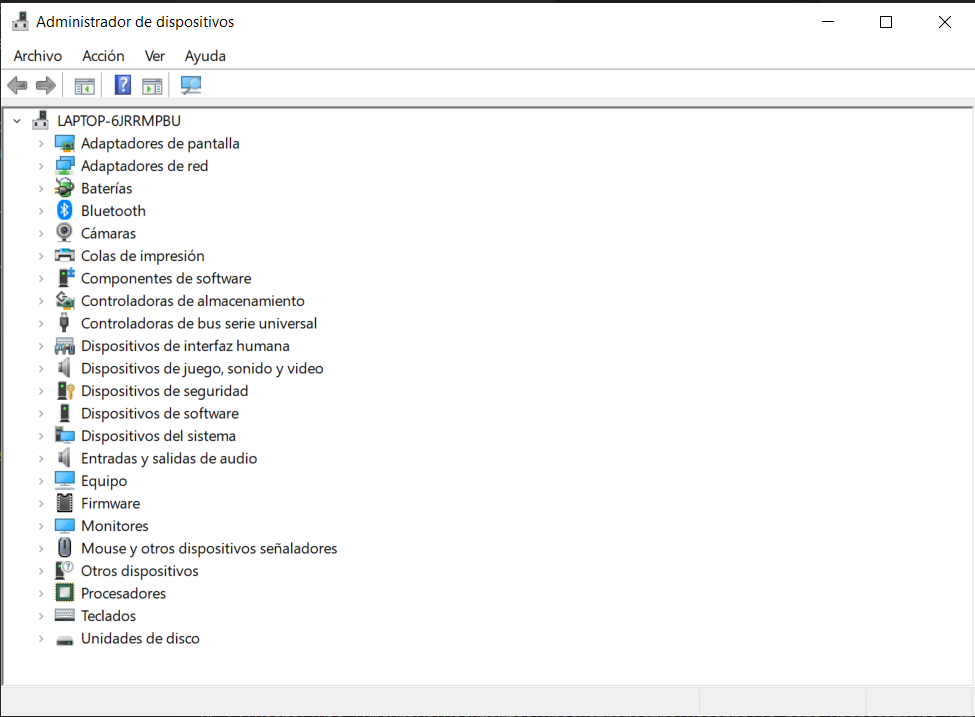 Administrador de dispositivos
Archivo Acción Ver Ayuda
LAPTOP-6JRRMPBU
Adaptadores de pantalla
Adaptadores de red
Baterías
Bluetooth
Cámaras
Colas de impresión
Componentes de software
Controladoras de almacenamiento
Controladoras de bus serie universal
Dispositivos de interfaz humana
Dispositivos de juego, sonido y video
Dispositivos de seguridad
Dispositivos de software
Dispositivos del sistema
Entradas y salidas de audio
Equipo
Firmware
Monitores
Mouse y otros dispositivos señaladores
Otros dispositivos
Procesadores
Teclados
Unidades de disco